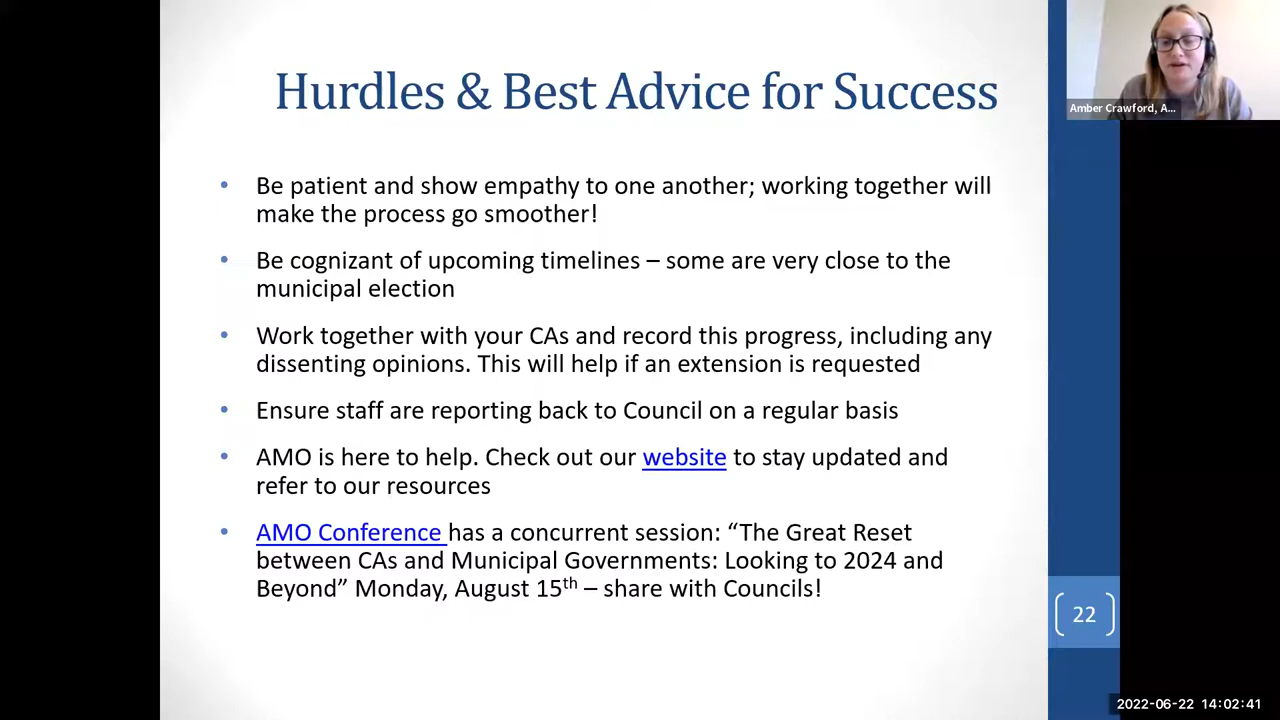 Hurdles & Best Advice for Success
Amber Crawford, A...
• Be patient and show empathy to one another; working together will
make the process go smoother!
• Be cognizant of upcoming timelines – some are very close to the
municipal election
• Work together with your CAs and record this progress, including any
dissenting opinions. This will help if an extension is requested
• Ensure staff are reporting back to Council on a regular basis
• AMO is here to help. Check out our website to stay updated and
refer to our resources
• AMO Conference has a concurrent session: “The Great Reset
between CAs and Municipal Governments: Looking to 2024 and
Beyond” Monday, August 15th – share with Councils!
22
2022-06-22 14:02:41